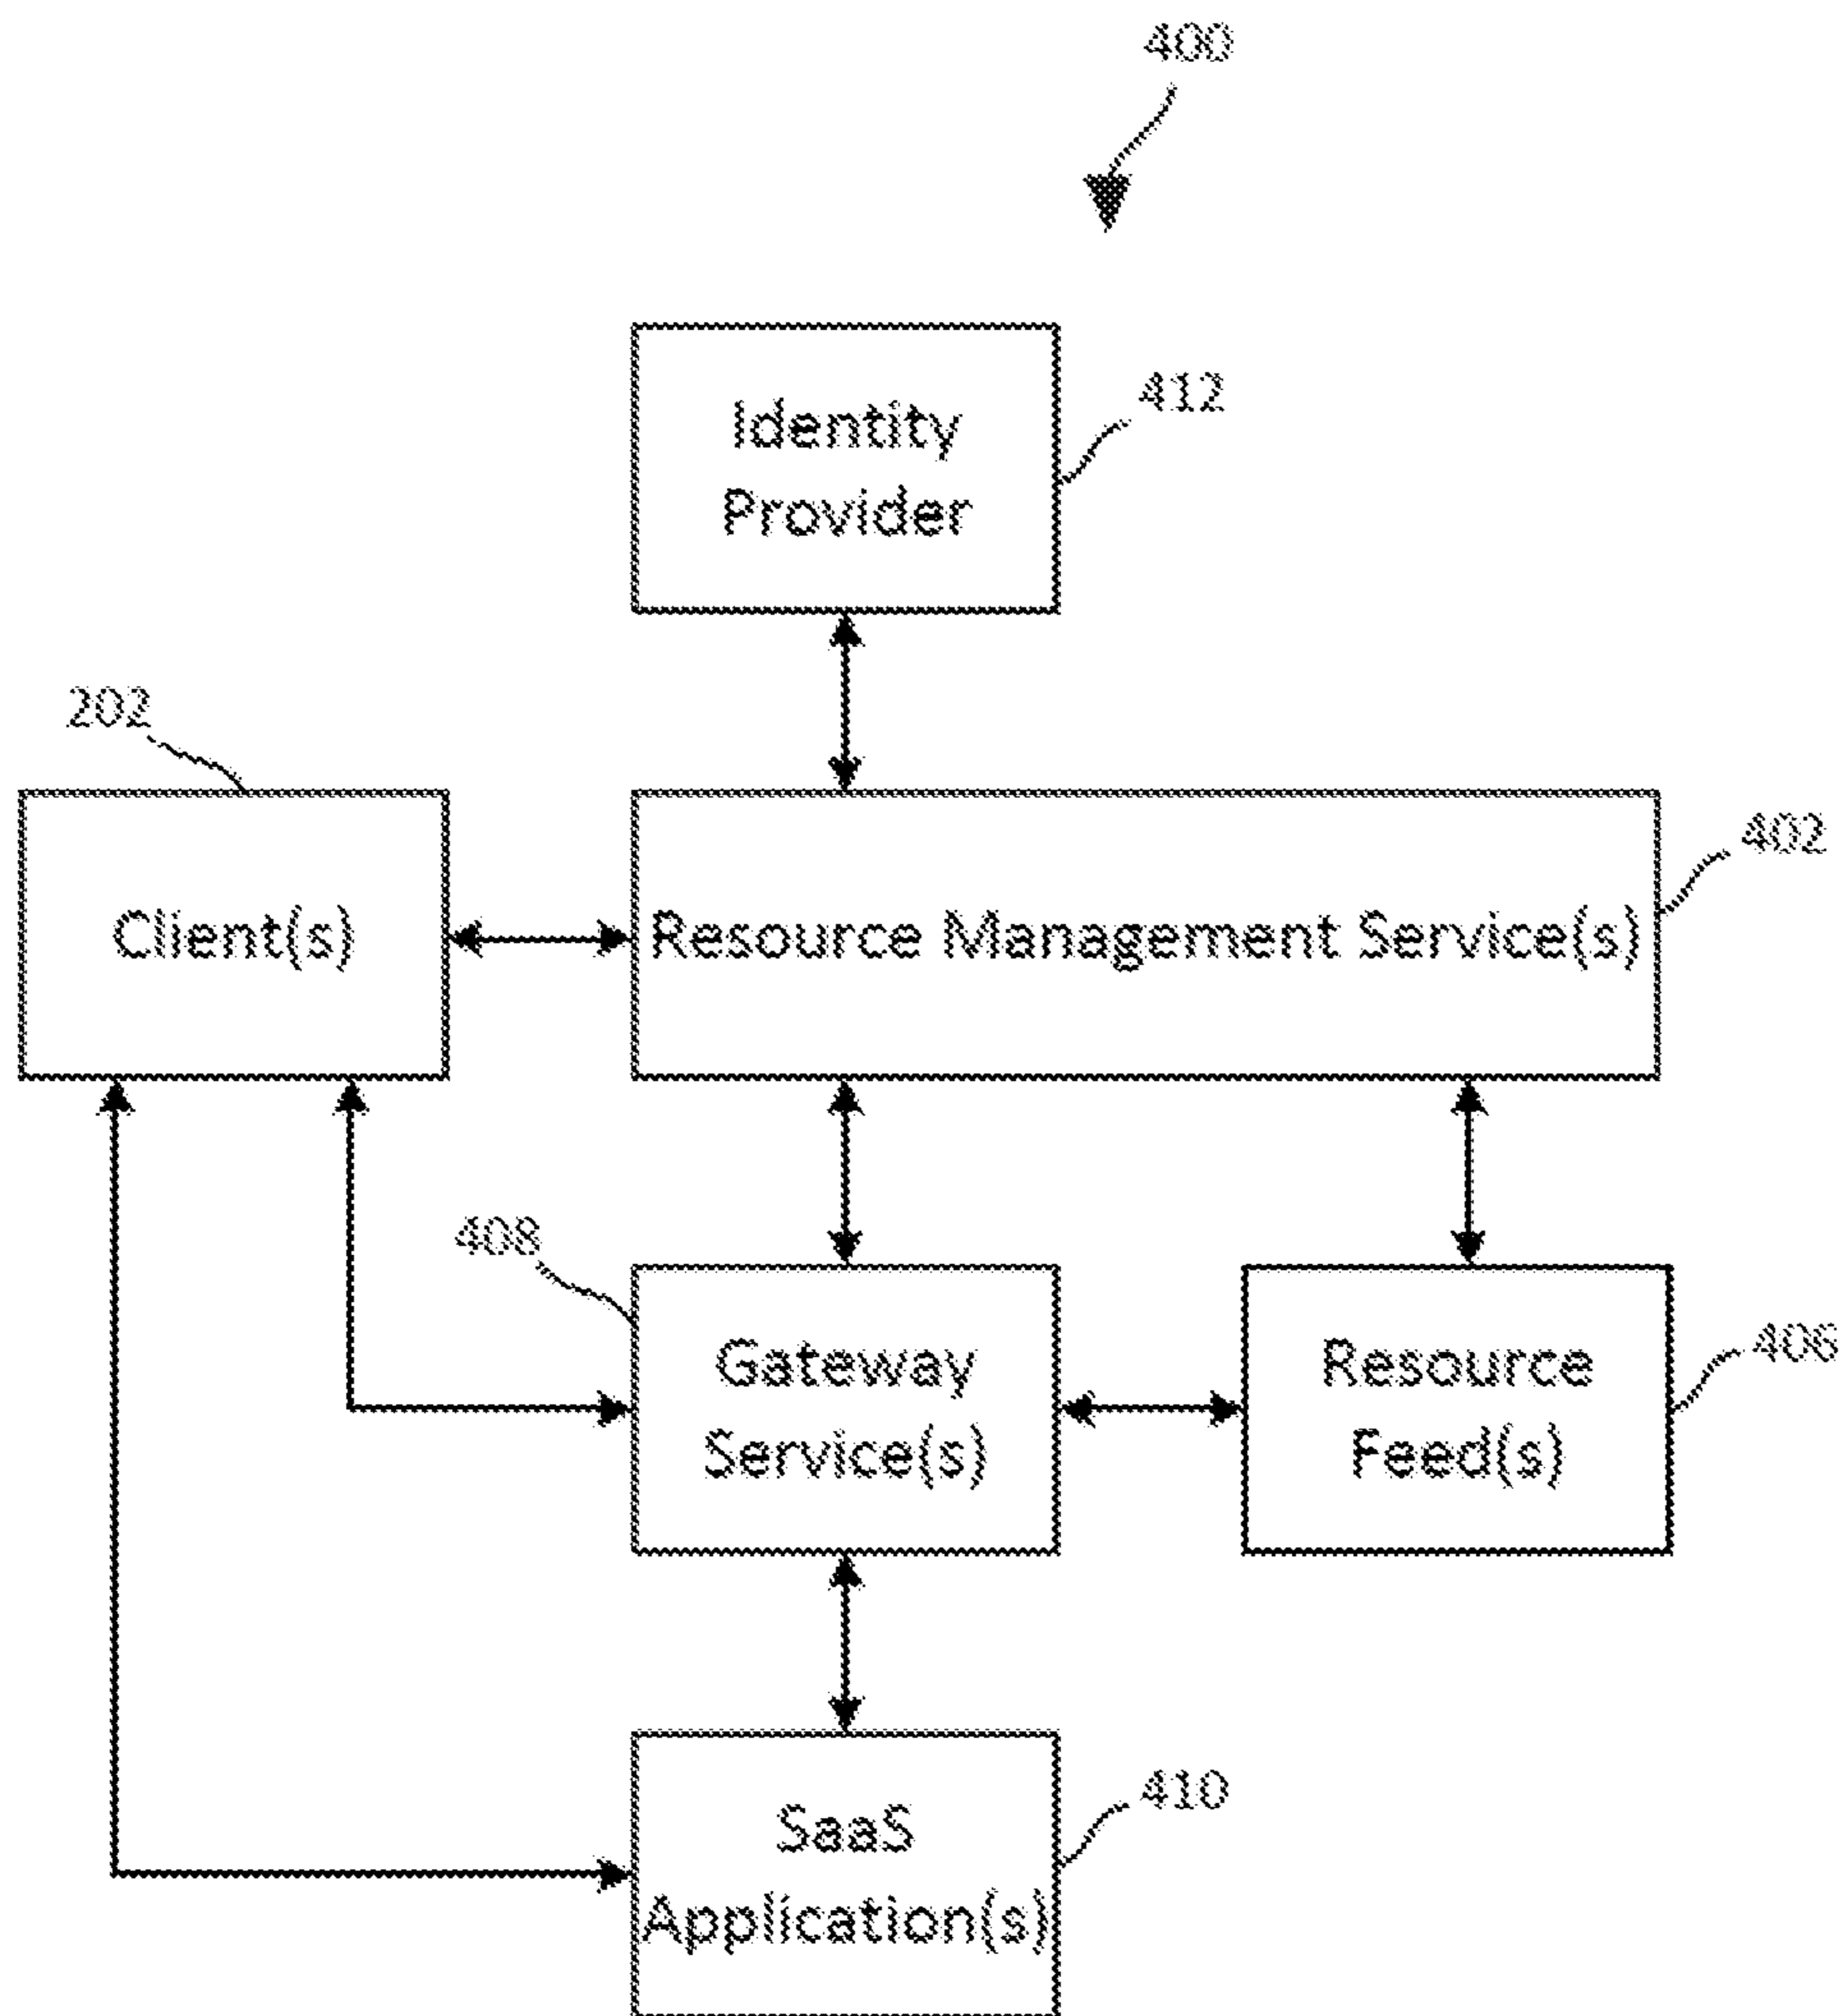 400
Identity
Provider
412
202
Client(s)
Resource Management Service(s)
402
408
Gateway
Service(s)
Resource
Feed(s)
406
SaaS
Application(s)
410